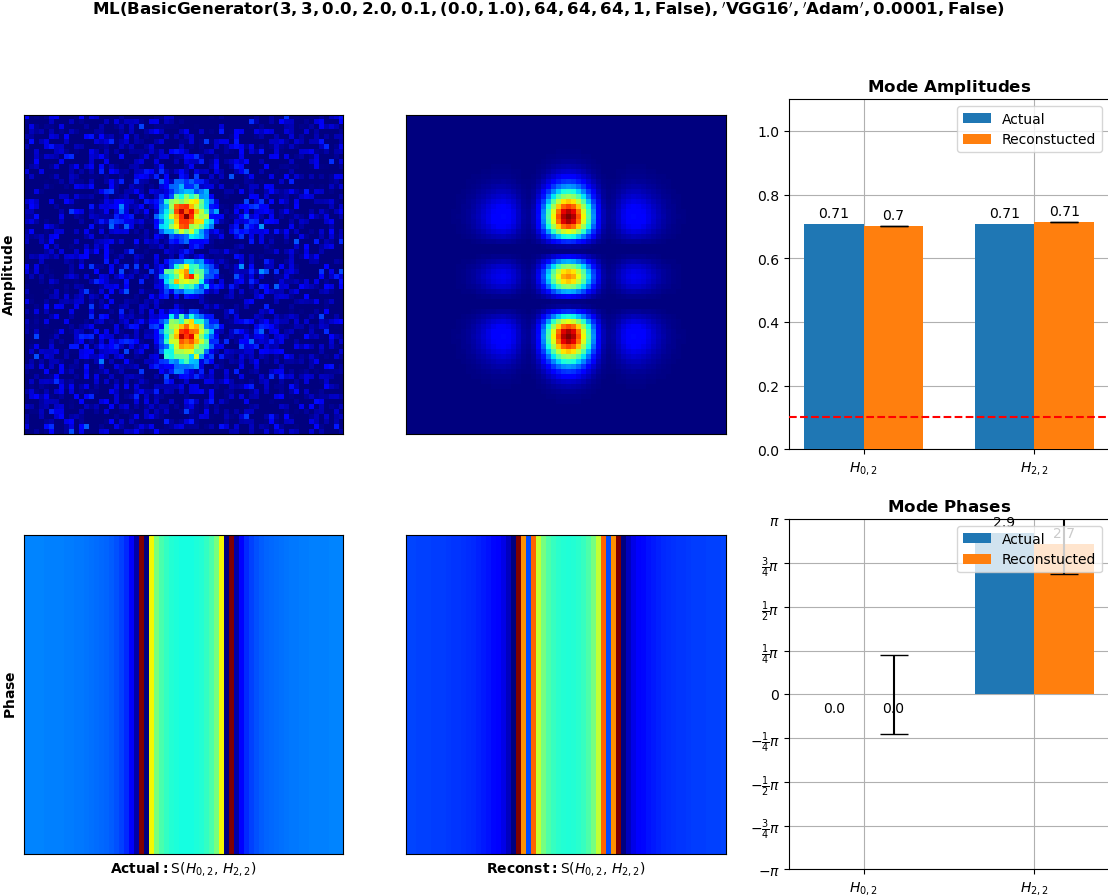 ML(BasicGenerator(3, 3, 0.0, 2.0, 0.1, (0.0, 1.0), 64, 64, 64, 1, False), ′VGG16′, ′Adam′, 0.0001, False)
Amplitude
Mode Amplitudes
Actual
Reconstucted
1.0
0.8
0.6
0.4
0.2
0.0
0.71
0.7
0.71
0.71
H0, 2
H2, 2
Phase
Actual: S(H0, 2, H2, 2)
Reconst: S(H0, 2, H2, 2)
Mode Phases
Actual
Reconstucted
π
3/4π
1/2π
1/4π
0
−1/4π
−1/2π
−3/4π
−π
0.0
0.0
2.9
2.7
H0, 2
H2, 2